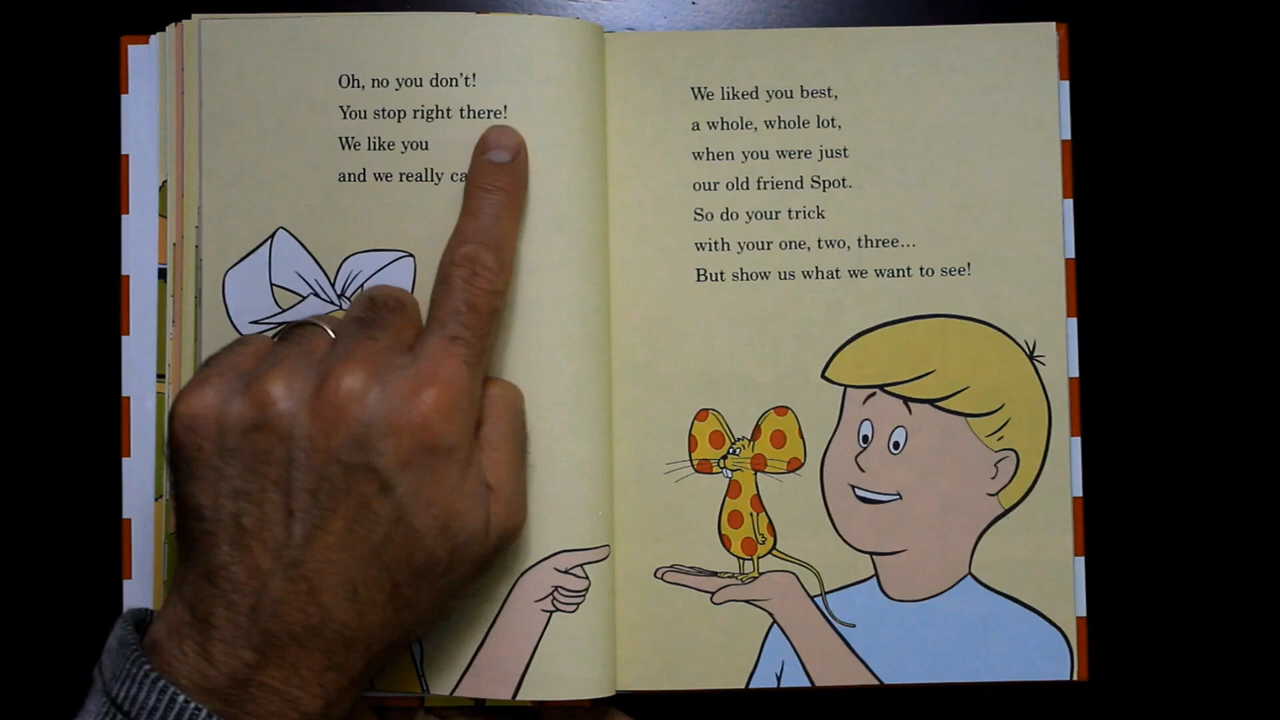 Oh, no you don't!
You stop right there!
We like you
and we really
We liked you best,
a whole, whole lot,
when you were just
our old friend Spot.
So do your trick
with your one, two, three...
But show us what we want to see!